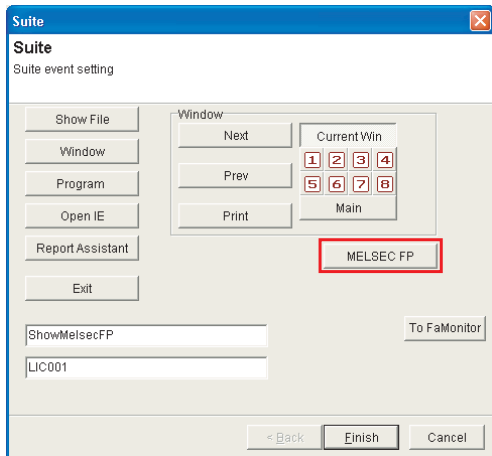 Suite
Suite
Suite event setting
Show File
Window
Program
Open IE
Report Assistant
Exit
Window
Next
Prev
Print
Current Win
1 2 3 4
5 6 7 8
Main
MELSEC FP
ShowMelsecFP
LIC001
To FaMonitor
< Back
Finish
Cancel